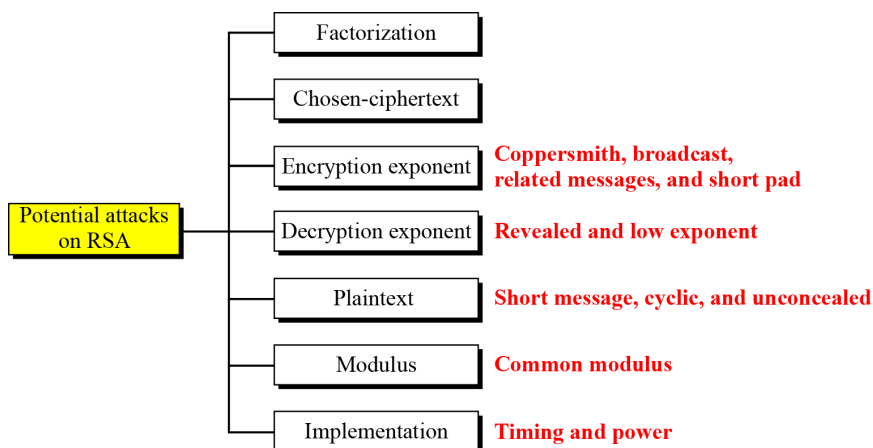 Factorization
Chosen-ciphertext
Encryption exponent
Coppersmith, broadcast,
related messages, and short pad
Potential attacks
on RSA
Decryption exponent
Revealed and low exponent
Plaintext
Short message, cyclic, and unconcealed
Modulus
Common modulus
Implementation
Timing and power